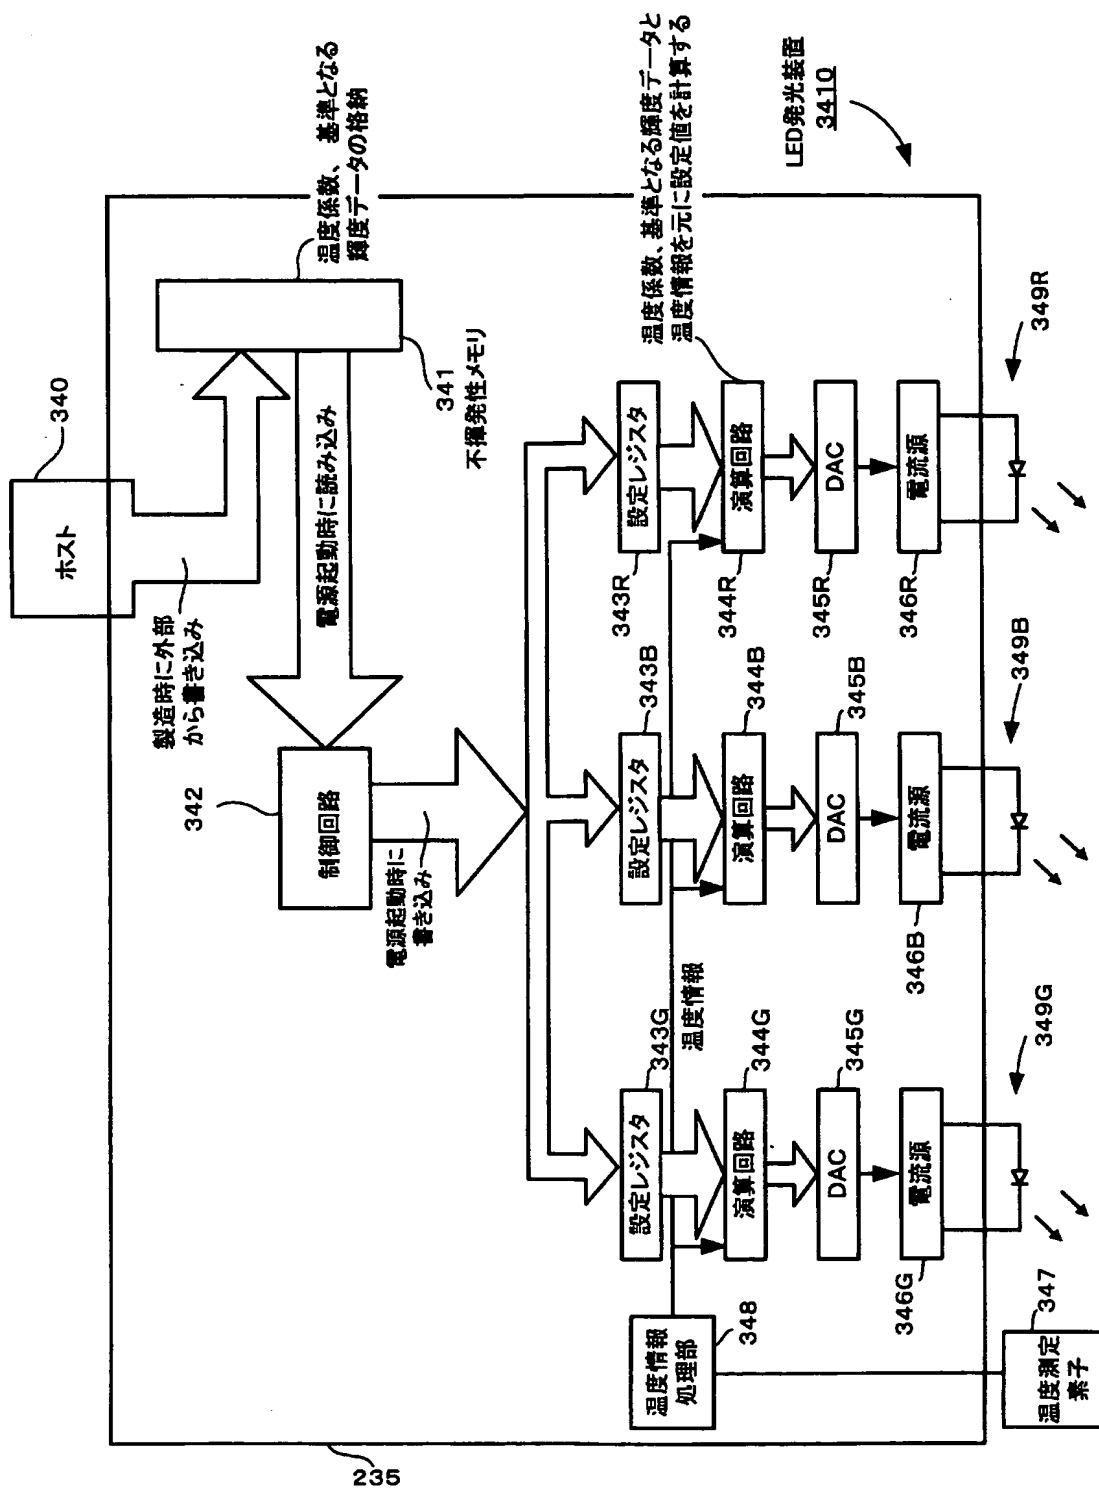 340
ホスト
製造時に外部
から書き込み
電源起動時に読み込み
341
不揮発性メモリ
温度係数、基準となる
輝度データの格納
342
制御回路
電源起動時に
書き込み
343G
設定レジスタ
343B
設定レジスタ
343R
設定レジスタ
温度情報
348
温度情報
処理部
344G
演算回路
344B
演算回路
344R
演算回路
温度係数、基準となる輝度データと
温度情報を元に設定値を計算する
345G
DAC
345B
DAC
345R
DAC
346G
電流源
346B
電流源
346R
電流源
349G
349B
349R
347
温度測定
素子
235
LED発光装置
3410